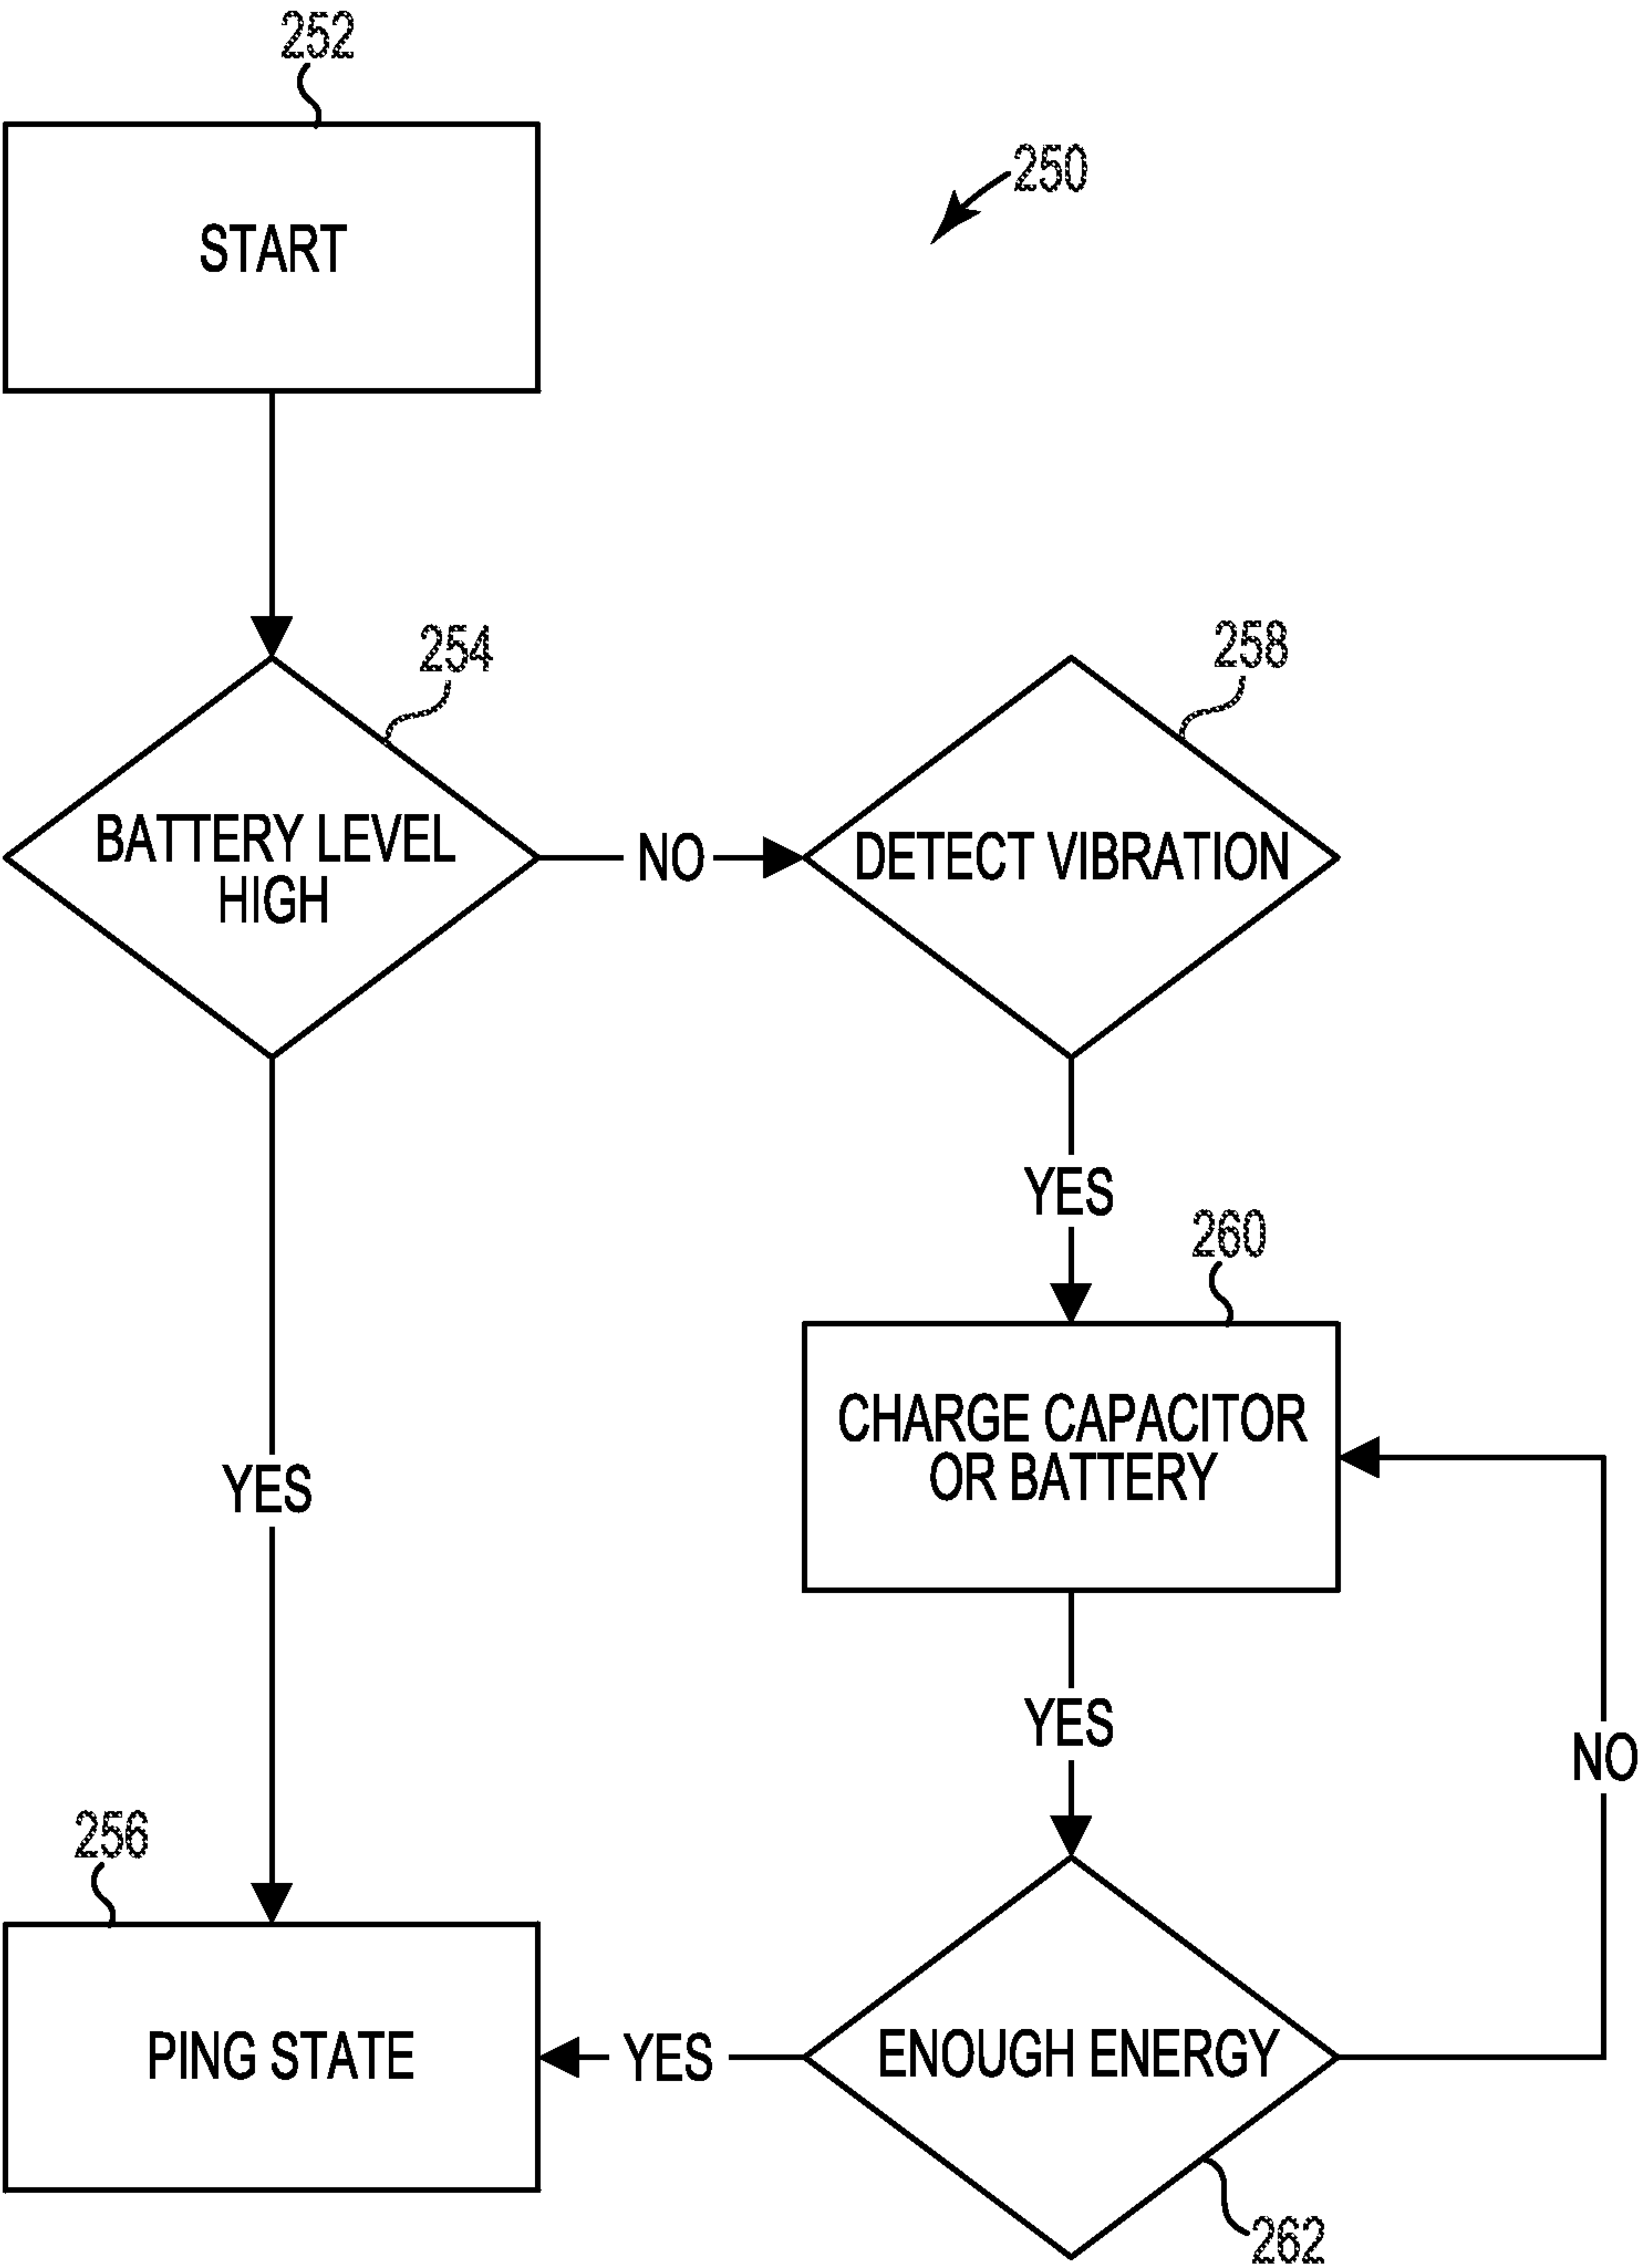 252
250
START
254
258
BATTERY LEVEL
HIGH
NO
DETECT VIBRATION
YES
260
CHARGE CAPACITOR
OR BATTERY
YES
YES
NO
256
PING STATE
YES
ENOUGH ENERGY
262